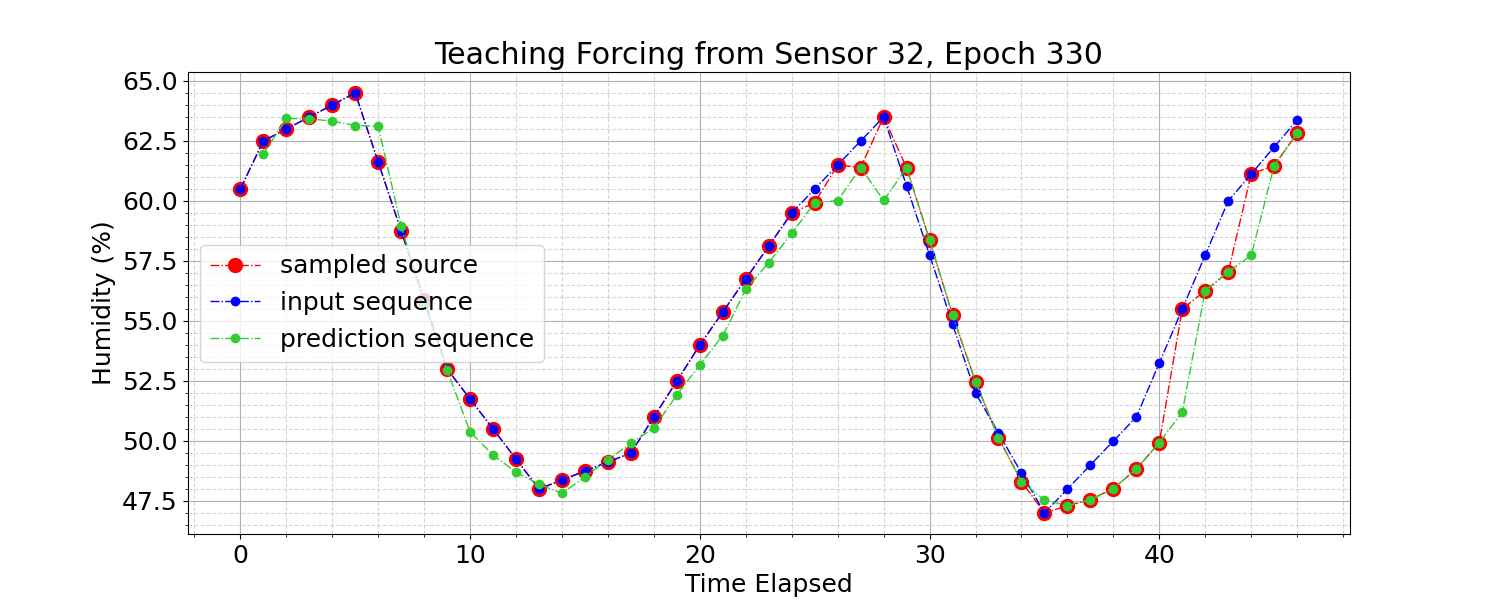 Teaching Forcing from Sensor 32, Epoch 330
65.0
62.5
60.0
57.5
55.0
52.5
50.0
47.5
Humidity (%)
sampled source
input sequence
prediction sequence
0 10 20 30 40
Time Elapsed